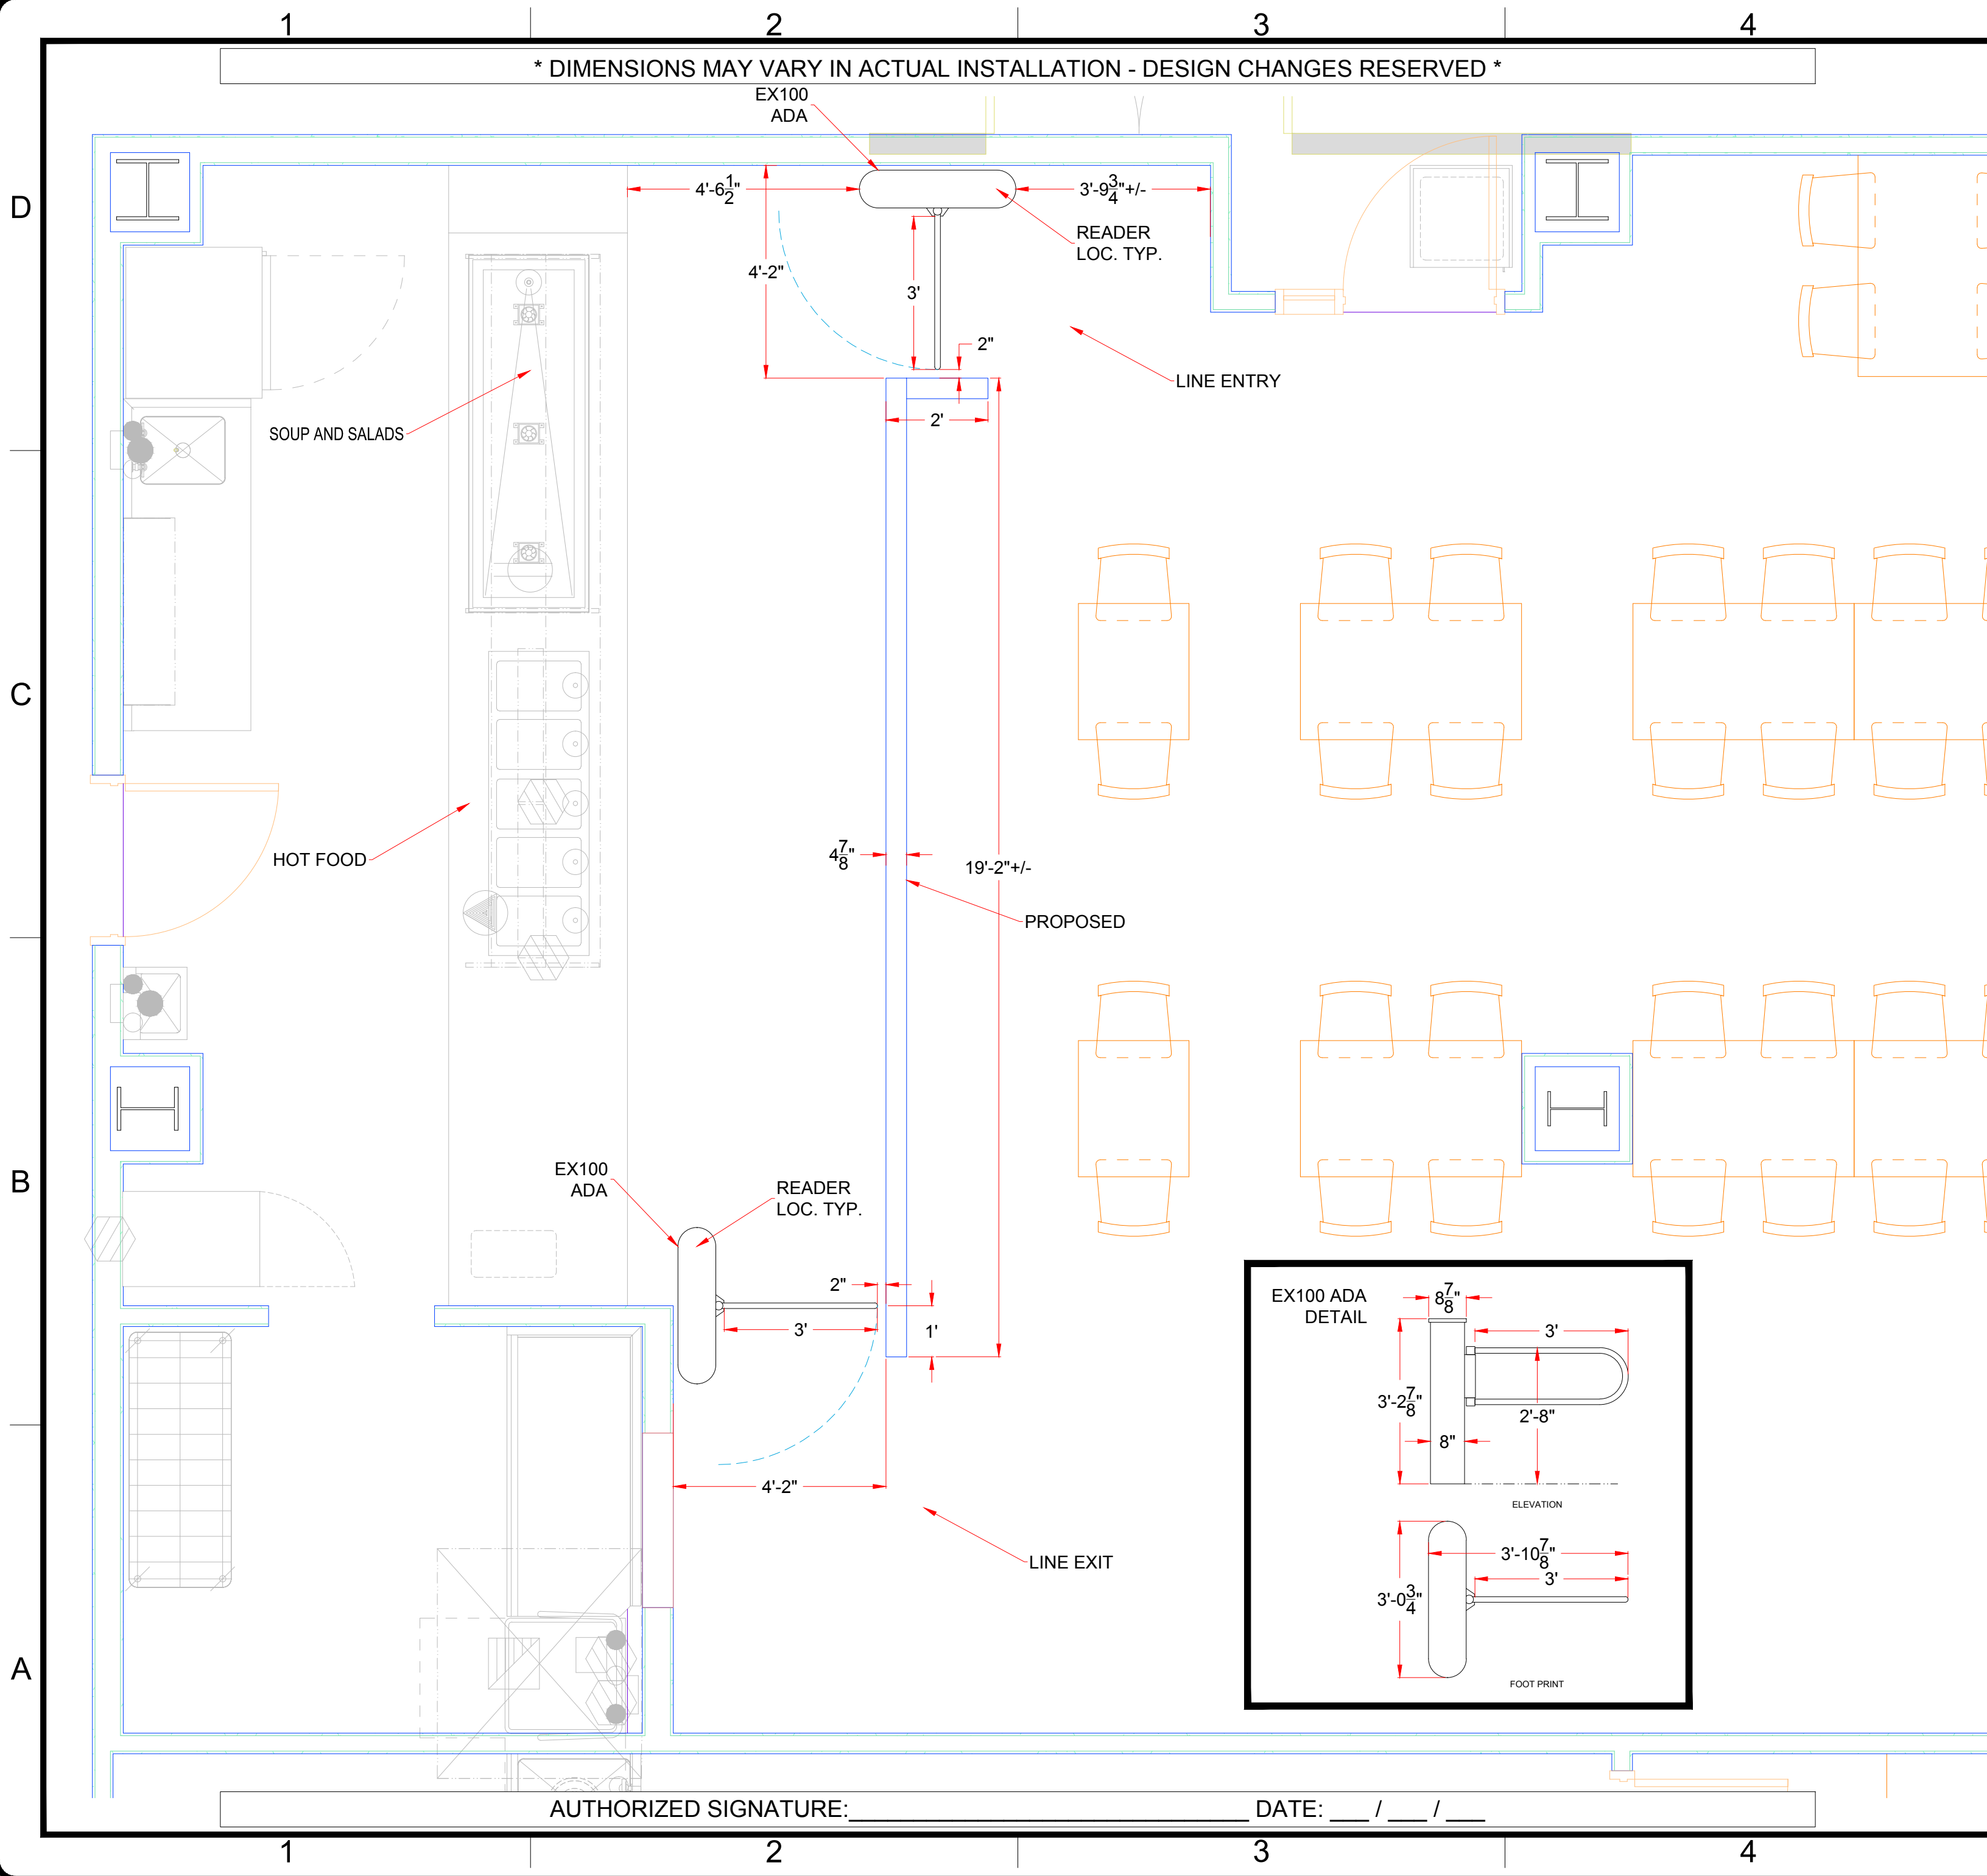 1 2 3 4
* DIMENSIONS MAY VARY IN ACTUAL INSTALLATION - DESIGN CHANGES RESERVED *
EX100
ADA
D
4'-6 1/2"
3'-9 3/4"+/-
READER
LOC. TYP.
4'-2"
3'
2"
LINE ENTRY
2'
SOUP AND SALADS
C
4 7/8"
19'-2"+/-
HOT FOOD
PROPOSED
B
EX100
ADA
READER
LOC. TYP.
2"
3'
1'
4'-2"
LINE EXIT
EX100 ADA
DETAIL
8 7/8"
3'
3'-2 7/8"
2'-8"
8"
ELEVATION
3'-10 7/8"
3'
3'-0 3/4"
FOOT PRINT
A
AUTHORIZED SIGNATURE:______________________________ DATE: ___ / ___ / ___
1 2 3 4